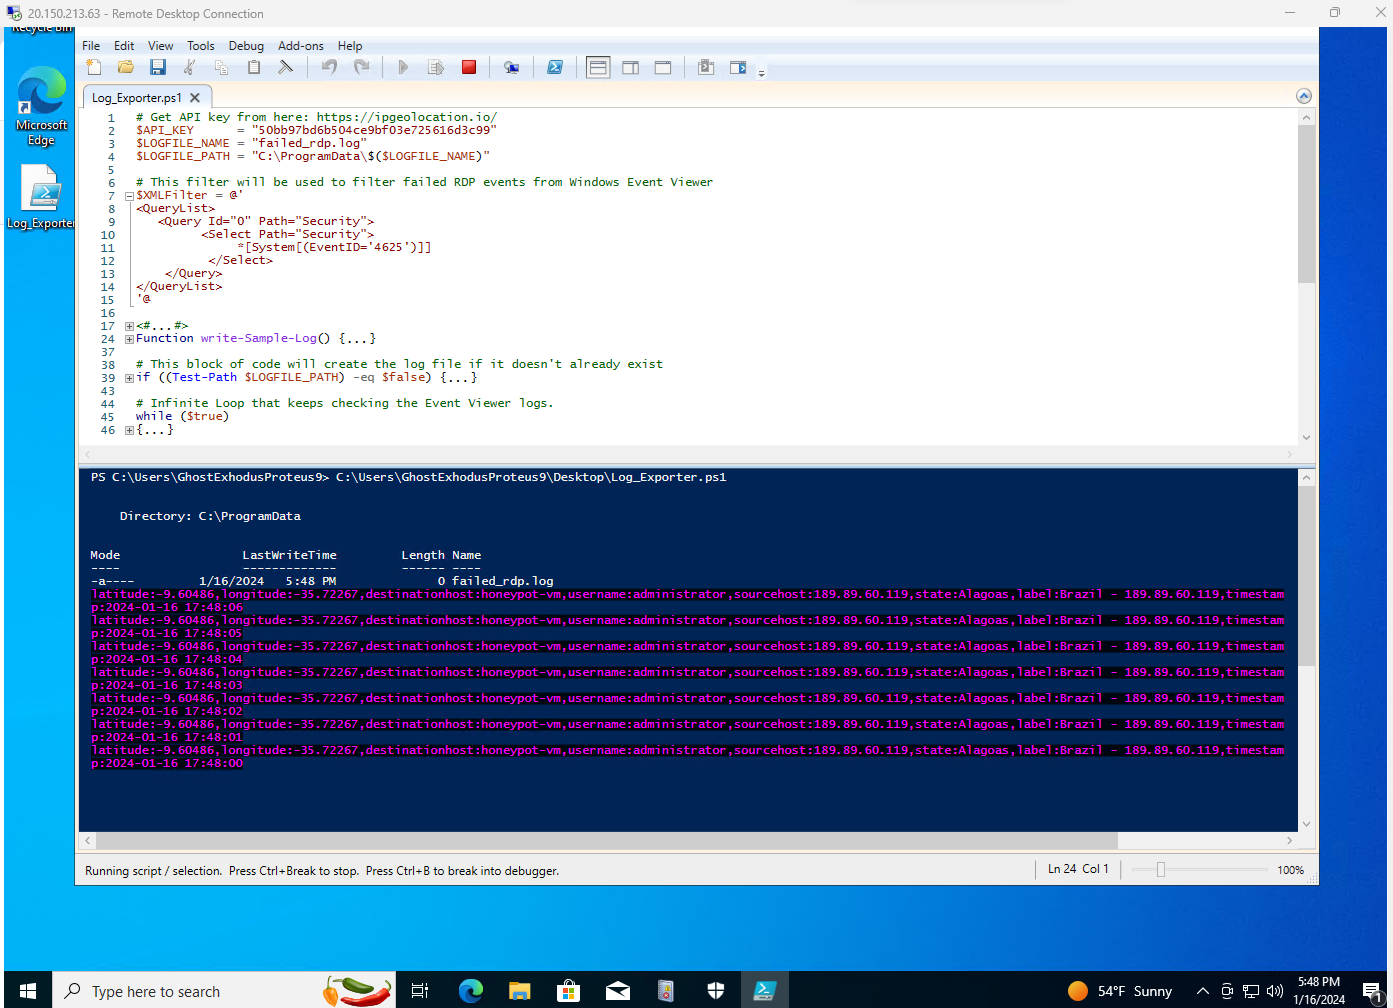 20.150.213.63 - Remote Desktop Connection
Recycle Bin
File Edit View Tools Debug Add-ons Help
Log_Exporter.ps1
Microsoft
Edge
Log_Exporter
1 # Get API key from here: https://ipgeolocation.io/
2 $API_KEY = "50bb97bd6b504ce9bf03e725616d3c99"
3 $LOGFILE_NAME = "failed_rdp.log"
4 $LOGFILE_PATH = "C:\ProgramData\$($LOGFILE_NAME)"
5
6 # This filter will be used to filter failed RDP events from Windows Event Viewer
7 $XMLFilter = @'
8 <QueryList>
9 <Query Id="0" Path="Security">
10 <Select Path="Security">
11 *[System[(EventID='4625')]]
12 </Select>
13 </Query>
14 </QueryList>
15 '@
16
17 <#...#>
24 Function write-Sample-Log() {...}
37
38 # This block of code will create the log file if it doesn't already exist
39 if ((Test-Path $LOGFILE_PATH) -eq $false) {...}
43
44 # Infinite Loop that keeps checking the Event Viewer logs.
45 while ($true)
46 {...}
PS C:\Users\GhostExhodusProteus9> C:\Users\GhostExhodusProteus9\Desktop\Log_Exporter.ps1
Directory: C:\ProgramData
Mode LastWriteTime Length Name
---- ------------- ------ ----
-a---- 1/16/2024 5:48 PM 0 failed_rdp.log
latitude:-9.60486,longitude:-35.72267,destinationhost:honeypot-vm,username:administrator,sourcehost:189.89.60.119,state:Alagoas,label:Brazil - 189.89.60.119,timestam
p:2024-01-16 17:48:06
latitude:-9.60486,longitude:-35.72267,destinationhost:honeypot-vm,username:administrator,sourcehost:189.89.60.119,state:Alagoas,label:Brazil - 189.89.60.119,timestam
p:2024-01-16 17:48:05
latitude:-9.60486,longitude:-35.72267,destinationhost:honeypot-vm,username:administrator,sourcehost:189.89.60.119,state:Alagoas,label:Brazil - 189.89.60.119,timestam
p:2024-01-16 17:48:04
latitude:-9.60486,longitude:-35.72267,destinationhost:honeypot-vm,username:administrator,sourcehost:189.89.60.119,state:Alagoas,label:Brazil - 189.89.60.119,timestam
p:2024-01-16 17:48:03
latitude:-9.60486,longitude:-35.72267,destinationhost:honeypot-vm,username:administrator,sourcehost:189.89.60.119,state:Alagoas,label:Brazil - 189.89.60.119,timestam
p:2024-01-16 17:48:02
latitude:-9.60486,longitude:-35.72267,destinationhost:honeypot-vm,username:administrator,sourcehost:189.89.60.119,state:Alagoas,label:Brazil - 189.89.60.119,timestam
p:2024-01-16 17:48:01
latitude:-9.60486,longitude:-35.72267,destinationhost:honeypot-vm,username:administrator,sourcehost:189.89.60.119,state:Alagoas,label:Brazil - 189.89.60.119,timestam
p:2024-01-16 17:48:00
Running script / selection. Press Ctrl+Break to stop. Press Ctrl+B to break into debugger.
Ln 24 Col 1
100%
Type here to search
54°F Sunny
5:48 PM
1/16/2024